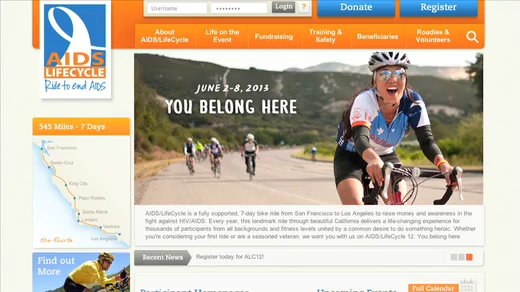 Username
********
Login
?
Donate
Register
AIDS
LIFECYCLE
Ride to end AIDS
About
AIDS/LifeCycle
Life on the
Event
Fundraising
Training &
Safety
Beneficiaries
Roadies &
Volunteers
JUNE 2-8, 2013
YOU BELONG HERE
545 Miles - 7 Days
San Francisco
Santa Cruz
King City
Paso Robles
Santa Maria
Lompoc
Ventura
Los Angeles
the Route
AIDS/LifeCycle is a fully supported, 7-day bike ride from San Francisco to Los Angeles to raise money and awareness in the
fight against HIV/AIDS. Every year, this landmark ride through beautiful California delivers a life-changing experience for
thousands of participants from all backgrounds and fitness levels united by a common desire to do something heroic. Whether
you're considering your first ride or are a seasoned veteran, we want you with us on AIDS/LifeCycle 12. You belong here.
Recent News
Register today for ALC12!
Find out
More
Participant Homepages
Upcoming Events
Full Calendar